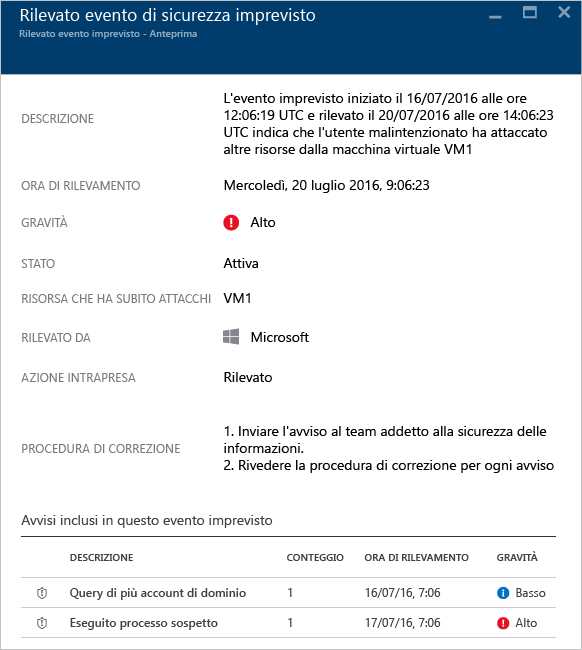 Rilevato evento di sicurezza imprevisto
Rilevato evento imprevisto - Anteprima
DESCRIZIONE
L'evento imprevisto iniziato il 16/07/2016 alle ore
12:06:19 UTC e rilevato il 20/07/2016 alle ore 14:06:23
UTC indica che l'utente malintenzionato ha attaccato
altre risorse dalla macchina virtuale VM1
ORA DI RILEVAMENTO Mercoledì, 20 luglio 2016, 9:06:23
GRAVITÀ Alto
STATO Attiva
RISORSA CHE HA SUBITO ATTACCHI VM1
RILEVATO DA Microsoft
AZIONE INTRAPRESA Rilevato
PROCEDURA DI CORREZIONE
1. Inviare l'avviso al team addetto alla sicurezza delle
informazioni.
2. Rivedere la procedura di correzione per ogni avviso
Avvisi inclusi in questo evento imprevisto
DESCRIZIONE CONTEGGIO ORA DI RILEVAMENTO GRAVITÀ
Query di più account di dominio 1 16/07/16, 7:06 Basso
Eseguito processo sospetto 1 17/07/16, 7:06 Alto